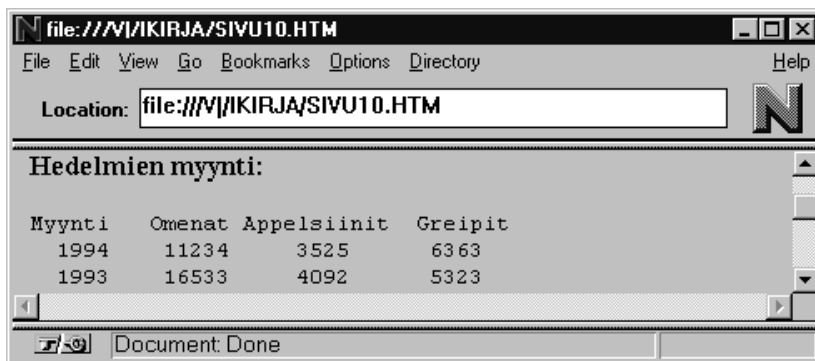 file:///V|/IKIRJA/SIVU10.HTM
File Edit View Go Bookmarks Options Directory Help
Location: file:///V|/IKIRJA/SIVU10.HTM
N
Hedelmien myynti:
Myynti Omenat Appelsiinit Greipit
1994 11234 3525 6363
1993 16533 4092 5323
Document: Done